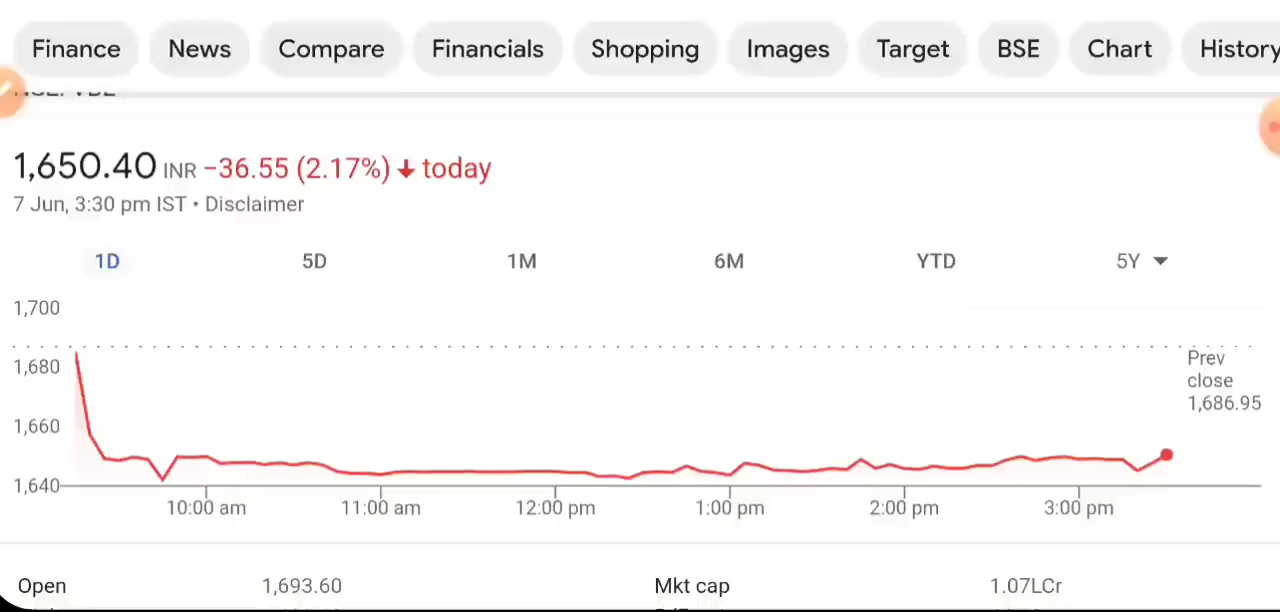 Finance News Compare Financials Shopping Images Target BSE Chart History
1,650.40 INR −36.55 (2.17%) ↓ today
7 Jun, 3:30 pm IST • Disclaimer
1D 5D 1M 6M YTD 5Y
1,700
1,680
1,660
1,640
Prev
close
1,686.95
10:00 am 11:00 am 12:00 pm 1:00 pm 2:00 pm 3:00 pm
Open 1,693.60 Mkt cap 1.07LCr